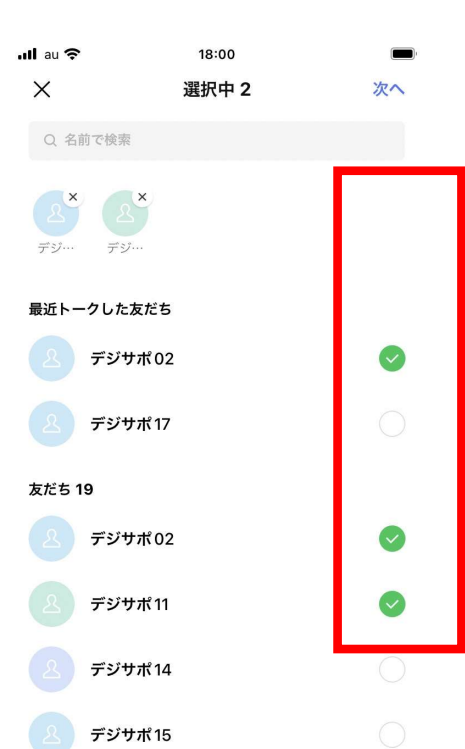 au 18:00
選択中 2 次へ
名前で検索
デジ… デジ…
最近トークした友だち
デジサポ02
デジサポ17
友だち 19
デジサポ02
デジサポ11
デジサポ14
デジサポ15